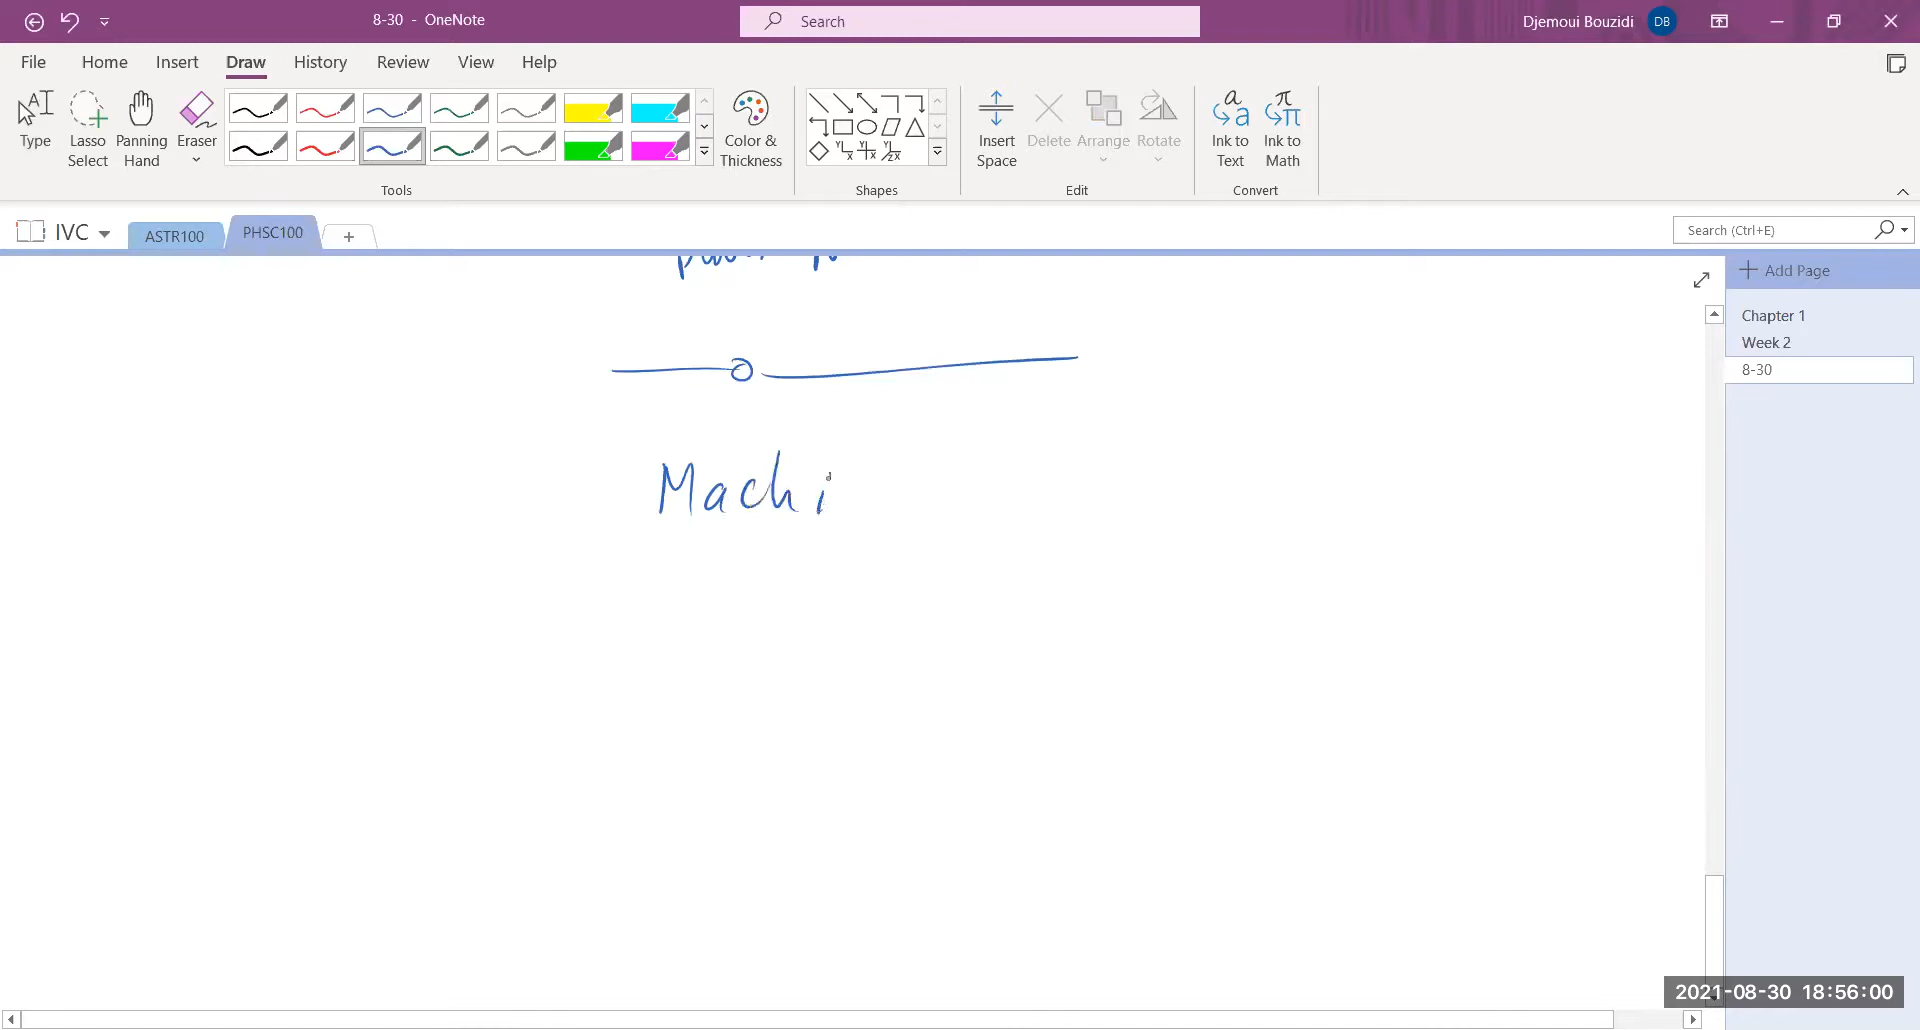 8-30 - OneNote
Search
Djemoui Bouzidi
DB
File Home Insert Draw History Review View Help
Type
Lasso Select
Panning Hand
Eraser
Color & Thickness
Insert Space
Delete
Arrange
Rotate
Ink to Text
Ink to Math
Tools
Shapes
Edit
Convert
IVC
ASTR100
PHSC100
Search (Ctrl+E)
Add Page
Chapter 1
Week 2
8-30
Machi
2021-08-30 18:56:00